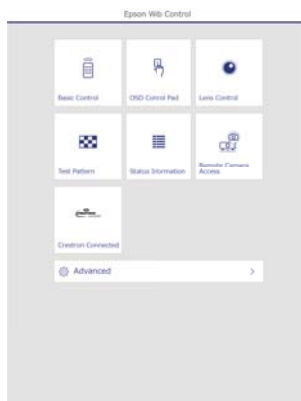 Epson Web Control
Basic Control
OSD Control Pad
Lens Control
Test Pattern
Status Information
Remote Camera
Access
Crestron Connected
Advanced